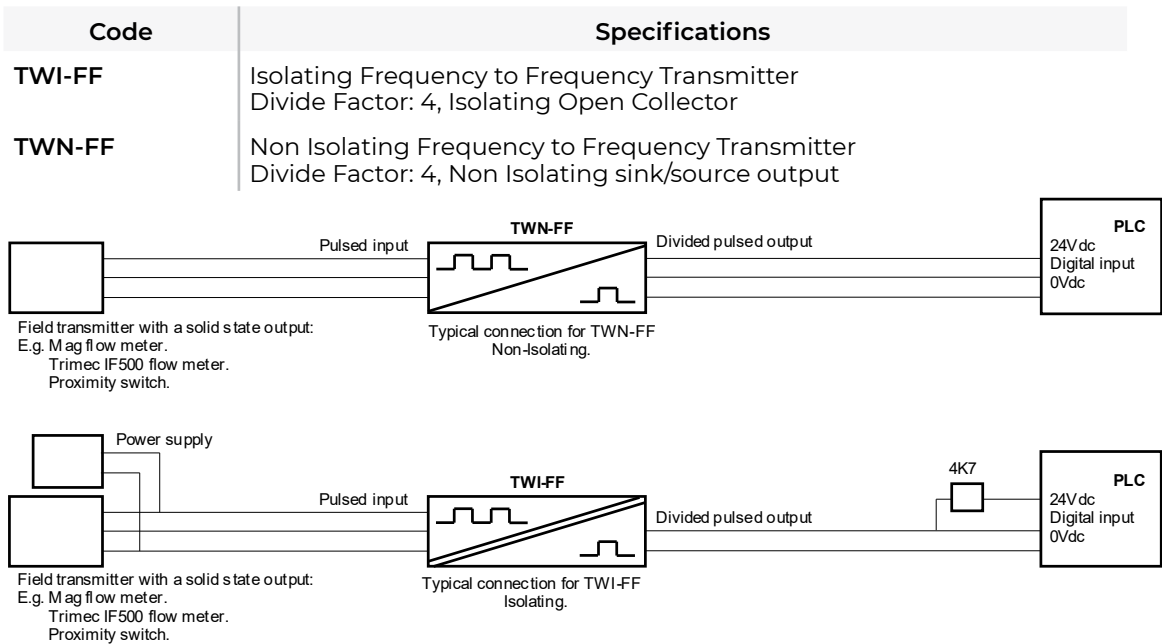 Code Specifications
TWI-FF Isolating Frequency to Frequency Transmitter
Divide Factor: 4, Isolating Open Collector
TWN-FF Non Isolating Frequency to Frequency Transmitter
Divide Factor: 4, Non Isolating sink/source output
TWN-FF
Pulsed input
Divided pulsed output
PLC
24Vdc
Digital input
0Vdc
Field transmitter with a solid state output:
E.g. Mag flow meter.
Trimec IF500 flow meter.
Proximity switch.
Typical connection for TWN-FF
Non-Isolating.
Power supply
TWI-FF
Pulsed input
Divided pulsed output
4K7
PLC
24Vdc
Digital input
0Vdc
Field transmitter with a solid state output:
E.g. Mag flow meter.
Trimec IF500 flow meter.
Proximity switch.
Typical connection for TWI-FF
Isolating.